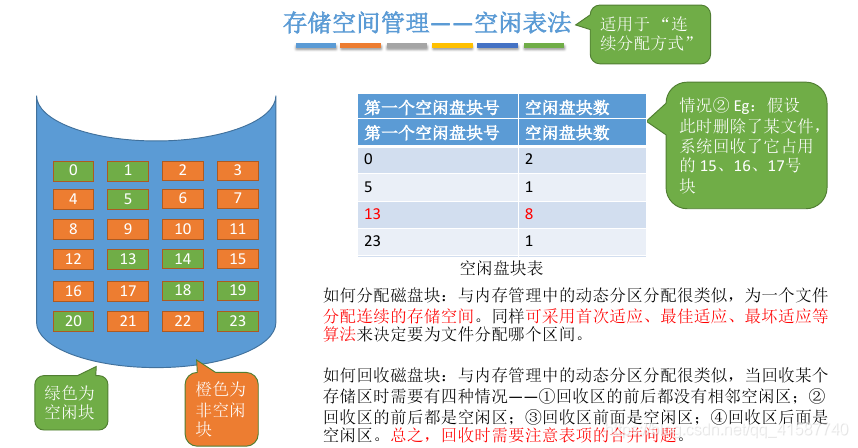 存储空间管理——空闲表法
适用于 “连
续分配方式”
0 1 2 3
4 5 6 7
8 9 10 11
12 13 14 15
16 17 18 19
20 21 22 23
绿色为
空闲块
橙色为
非空闲
块
第一个空闲盘块号 空闲盘块数
第一个空闲盘块号 空闲盘块数
0 2
5 1
13 8
23 1
空闲盘块表
情况② Eg：假设
此时删除了某文件，
系统回收了它占用
的 15、16、17号
块
如何分配磁盘块：与内存管理中的动态分区分配很类似，为一个文件
分配连续的存储空间。同样可采用首次适应、最佳适应、最坏适应等
算法来决定要为文件分配哪个区间。
如何回收磁盘块：与内存管理中的动态分区分配很类似，当回收某个
存储区时需要有四种情况——①回收区的前后都没有相邻空闲区；②
回收区的前后都是空闲区；③回收区前面是空闲区；④回收区后面是
空闲区。总之，回收时需要注意表项的合并问题。